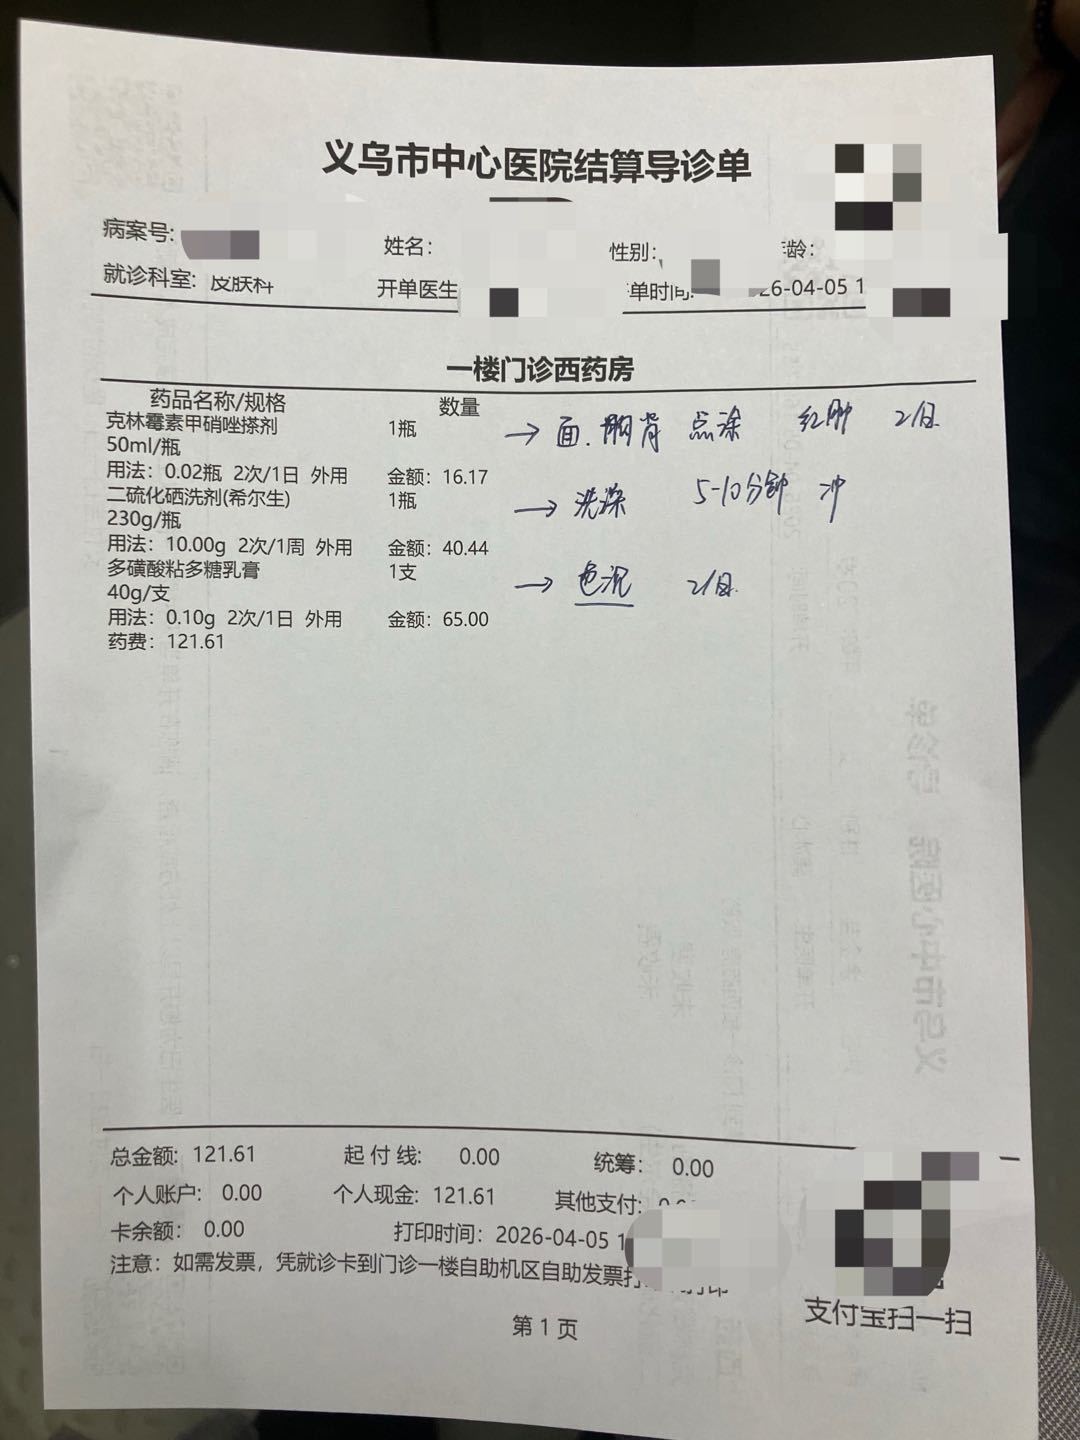 义乌市中心医院结算导诊单
病案号:
姓名:
性别:
年龄:
就诊科室: 皮肤科
开单医生
单时间:
26-04-05 1
一楼门诊西药房
药品名称/规格 数量
克林霉素甲硝唑搽剂 1瓶
→ 面.胸背 点涂 红肿 2/日
50ml/瓶
用法: 0.02瓶 2次/1日 外用 金额: 16.17
二硫化硒洗剂(希尔生) 1瓶
→ 洗澡 5-10分钟 冲
230g/瓶
用法: 10.00g 2次/1周 外用 金额: 40.44
多磺酸粘多糖乳膏 1支
→ 色沉 2/日.
40g/支
用法: 0.10g 2次/1日 外用 金额: 65.00
药费: 121.61
总金额: 121.61 起付线: 0.00 统筹: 0.00
个人账户: 0.00 个人现金: 121.61 其他支付:
卡余额: 0.00 打印时间: 2026-04-05 1
注意: 如需发票, 凭就诊卡到门诊一楼自助机区自助发票打
支付宝扫一扫
第 1 页